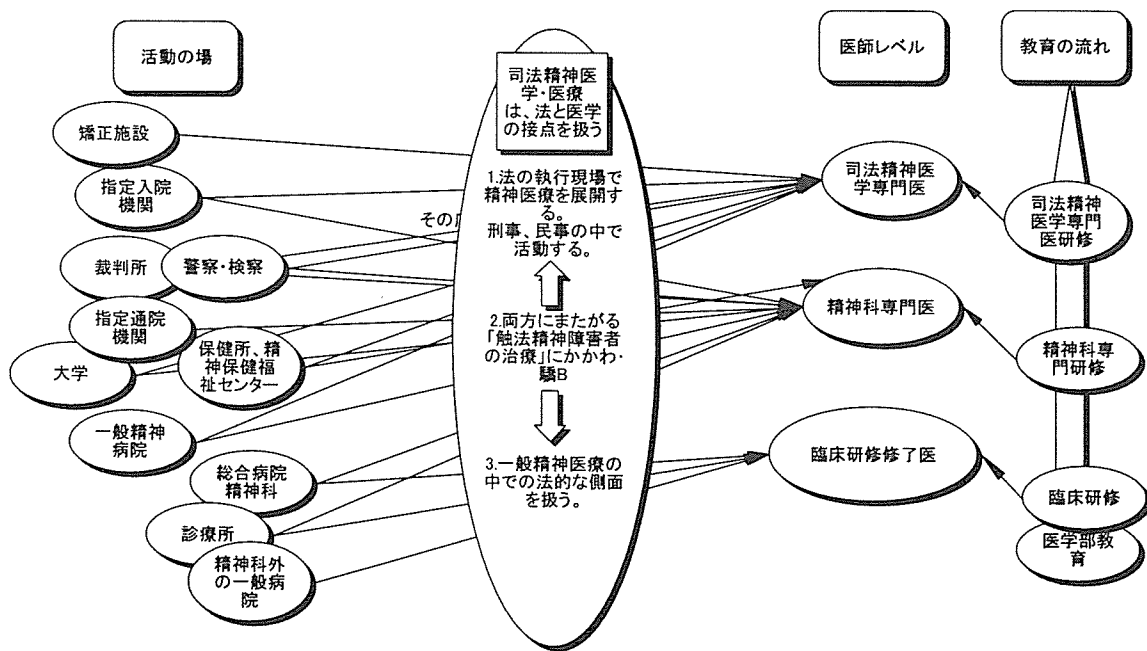 活動の場
矯正施設
指定入院
機関
裁判所
警察・検察
指定通院
機関
保健所、精
神保健福
祉センター
大学
一般精神
病院
総合病院
精神科
診療所
精神科外
の一般病
院
その
司法精神医
学・医療
は、法と医学
の接点を扱う
1.法の執行現場で
精神医療を展開す
る。
刑事、民事の中で
活動する。
2.両方にまたがる
「触法精神障害者
の治療」にかかわ・
驫B
3.一般精神医療の
中での法的な側面
を扱う。
医師レベル
司法精神医
学専門医
精神科専門医
臨床研修修了医
教育の流れ
司法精神
医学専門
医研修
精神科専
門研修
臨床研修
医学部教
育